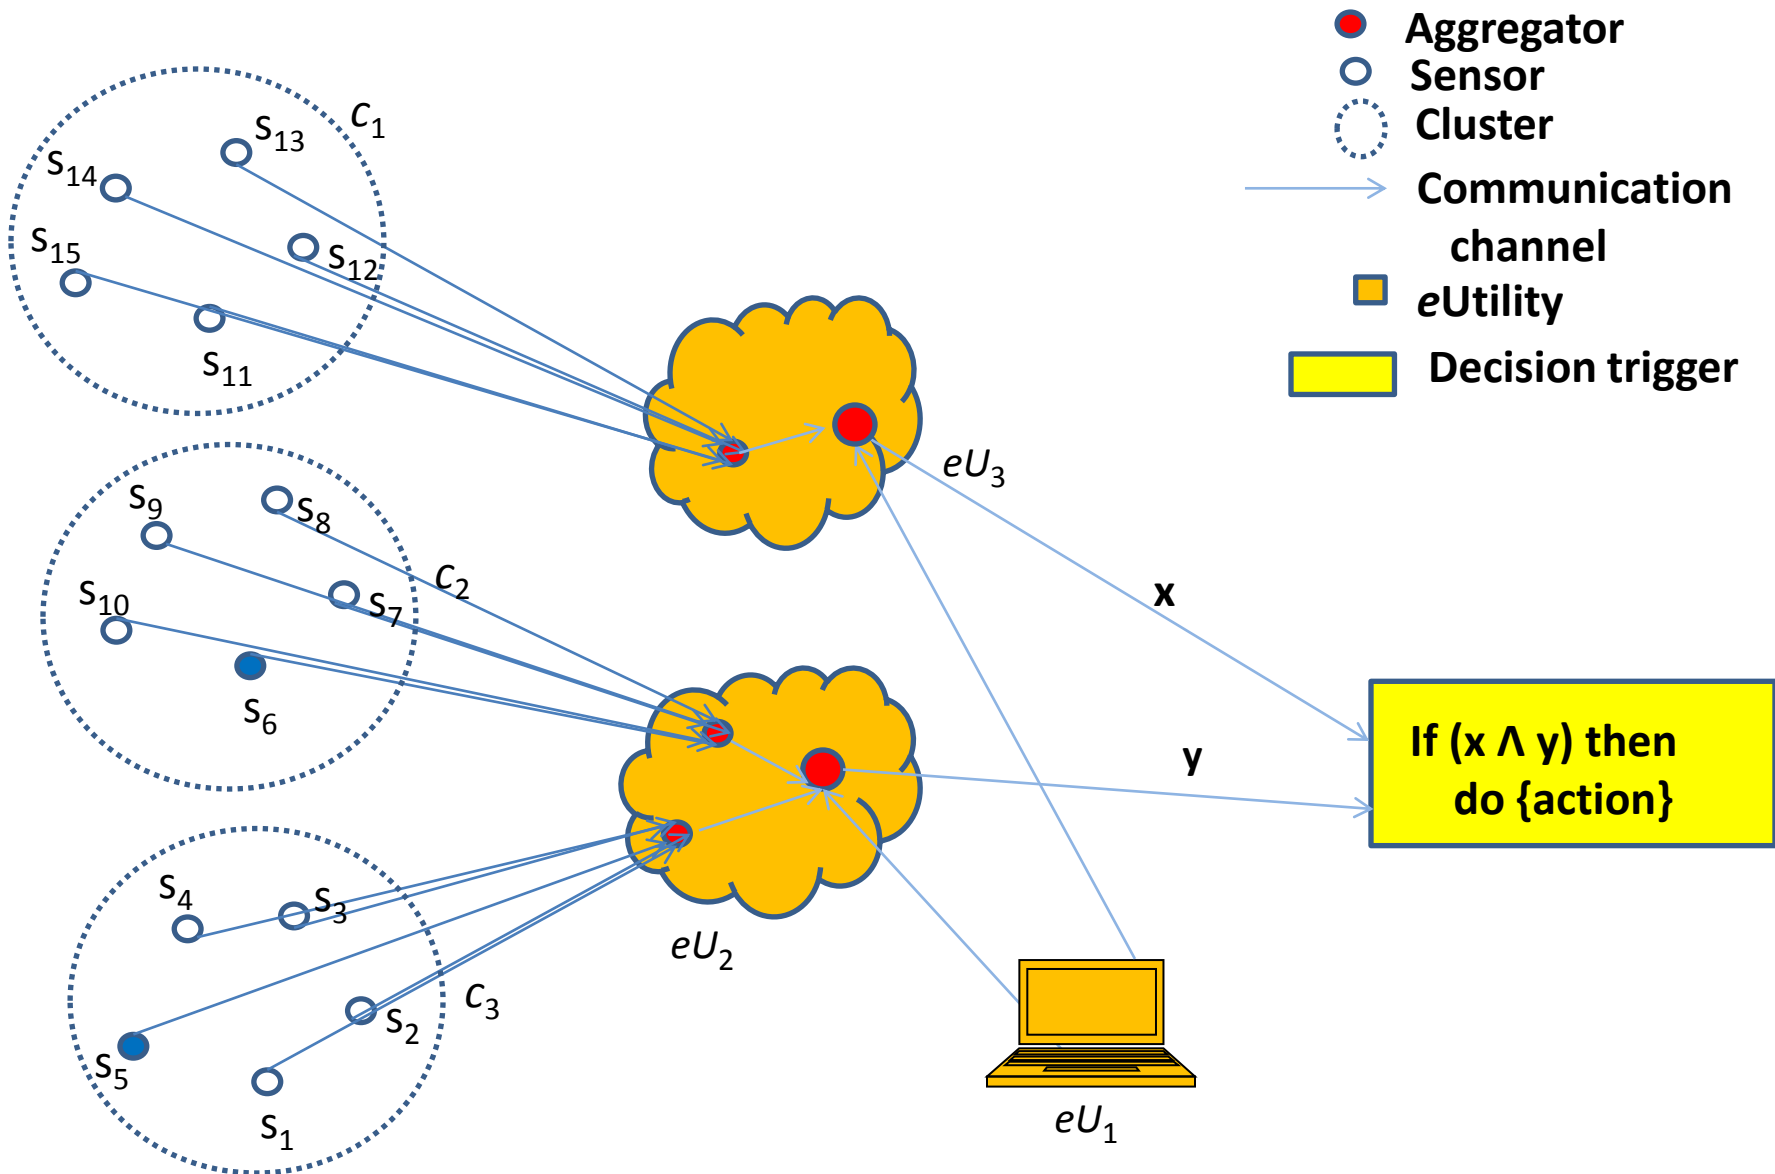 Aggregator
Sensor
Cluster
Communication
channel
eUtility
Decision trigger
c1
s13
s14
s15
s12
s11
eU3
s9
s8
c2
s10
s7
s6
x
y
If (x Λ y) then
do {action}
s4
s3
eU2
c3
s2
s5
s1
eU1